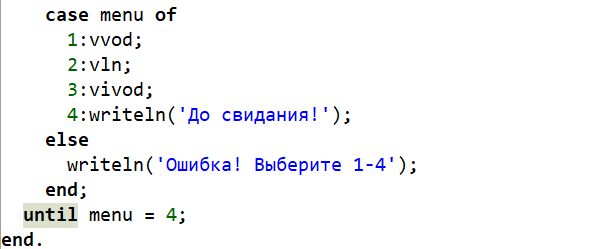 case menu of
1:vvod;
2:vln;
3:vivod;
4:writeln('До свидания!');
else
writeln('Ошибка! Выберите 1-4');
end;
until menu = 4;
end.